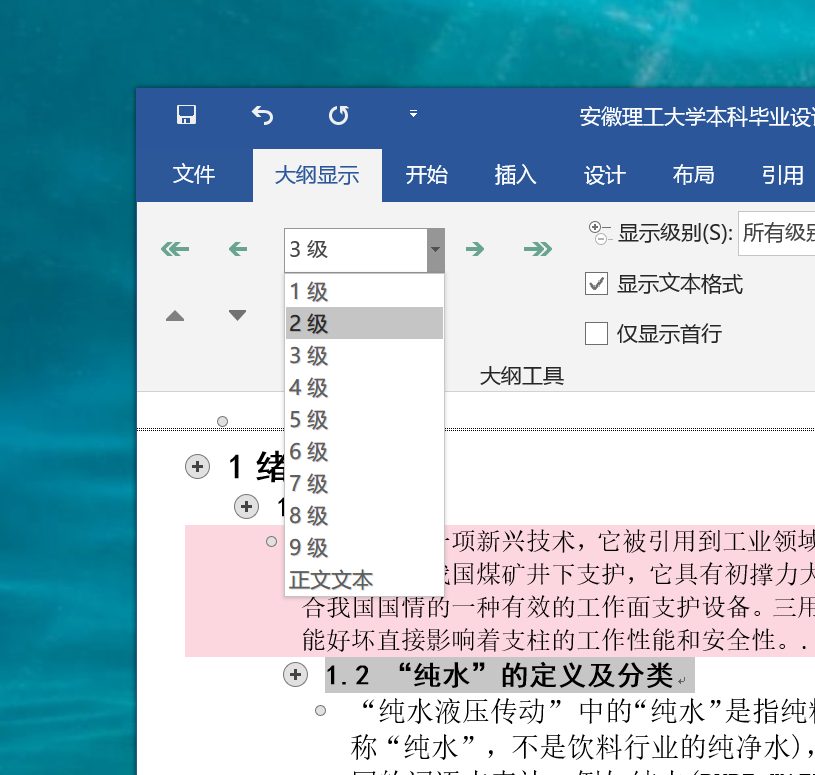 安徽理工大学本科毕业设
文件 大纲显示 开始 插入 设计 布局 引用
3 级
显示级别(S): 所有级别
显示文本格式
仅显示首行
大纲工具
1 级
2 级
3 级
4 级
5 级
6 级
7 级
8 级
9 级
正文文本
1 绪
1
项新兴技术，它被引用到工业领域
国煤矿井下支护，它具有初撑力大
合我国国情的一种有效的工作面支护设备。三用
能好坏直接影响着支柱的工作性能和安全性。.
1.2 “纯水”的定义及分类
“纯水液压传动” 中的“纯水”是指纯
称“纯水”，不是饮料行业的纯净水)，